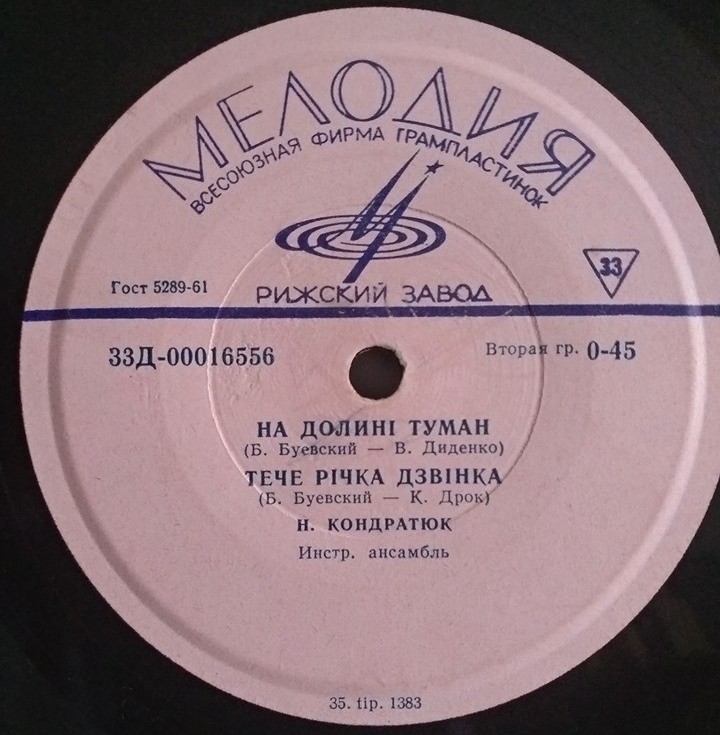 МЕЛОДИЯ
ВСЕСОЮЗНАЯ ФИРМА ГРАМПЛАСТИНОК
33
Гост 5289-61
РИЖСКИЙ ЗАВОД
33Д-00016556
Вторая гр. 0-45
НА ДОЛИНІ ТУМАН
(Б. Буевский — В. Диденко)
ТЕЧЕ РІЧКА ДЗВІНКА
(Б. Буевский — К. Дрок)
Н. КОНДРАТЮК
Инстр. ансамбль
35. tip. 1383